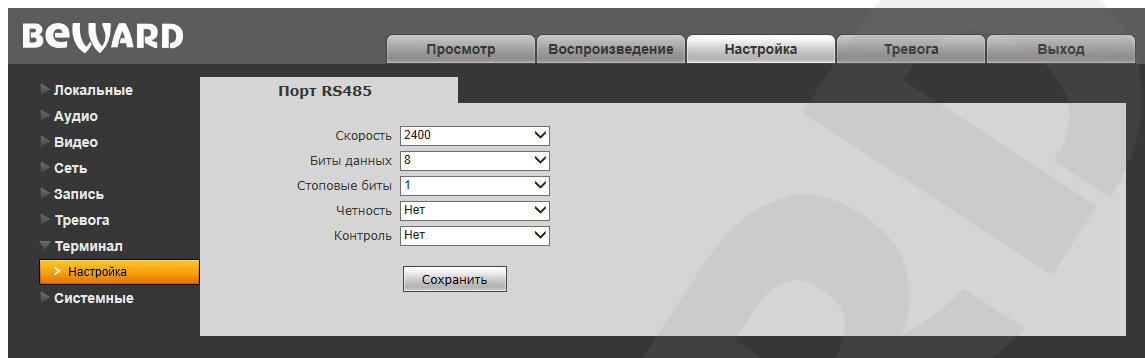 BEWARD
Просмотр Воспроизведение Настройка Тревога Выход
Локальные
Аудио
Видео
Сеть
Запись
Тревога
Терминал
> Настройка
Системные
Порт RS485
Скорость 2400
Биты данных 8
Стоповые биты 1
Четность Нет
Контроль Нет
Сохранить